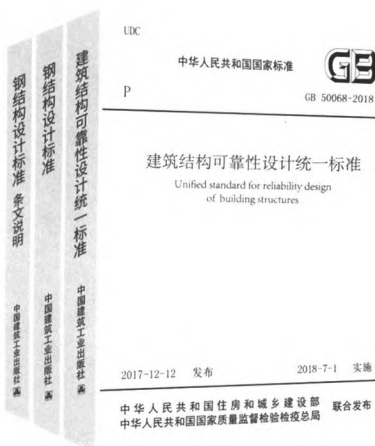 钢结构设计标准 条文说明
中国建筑工业出版社
钢结构设计标准
中国建筑工业出版社
建筑结构可靠性设计统一标准
中国建筑工业出版社
UDC
中华人民共和国国家标准
GB
P
GB 50068-2018
建筑结构可靠性设计统一标准
Unified standard for reliability design
of building structures
2017-12-12 发布 2018-7-1 实施
中华人民共和国住房和城乡建设部
中华人民共和国国家质量监督检验检疫总局
联合发布